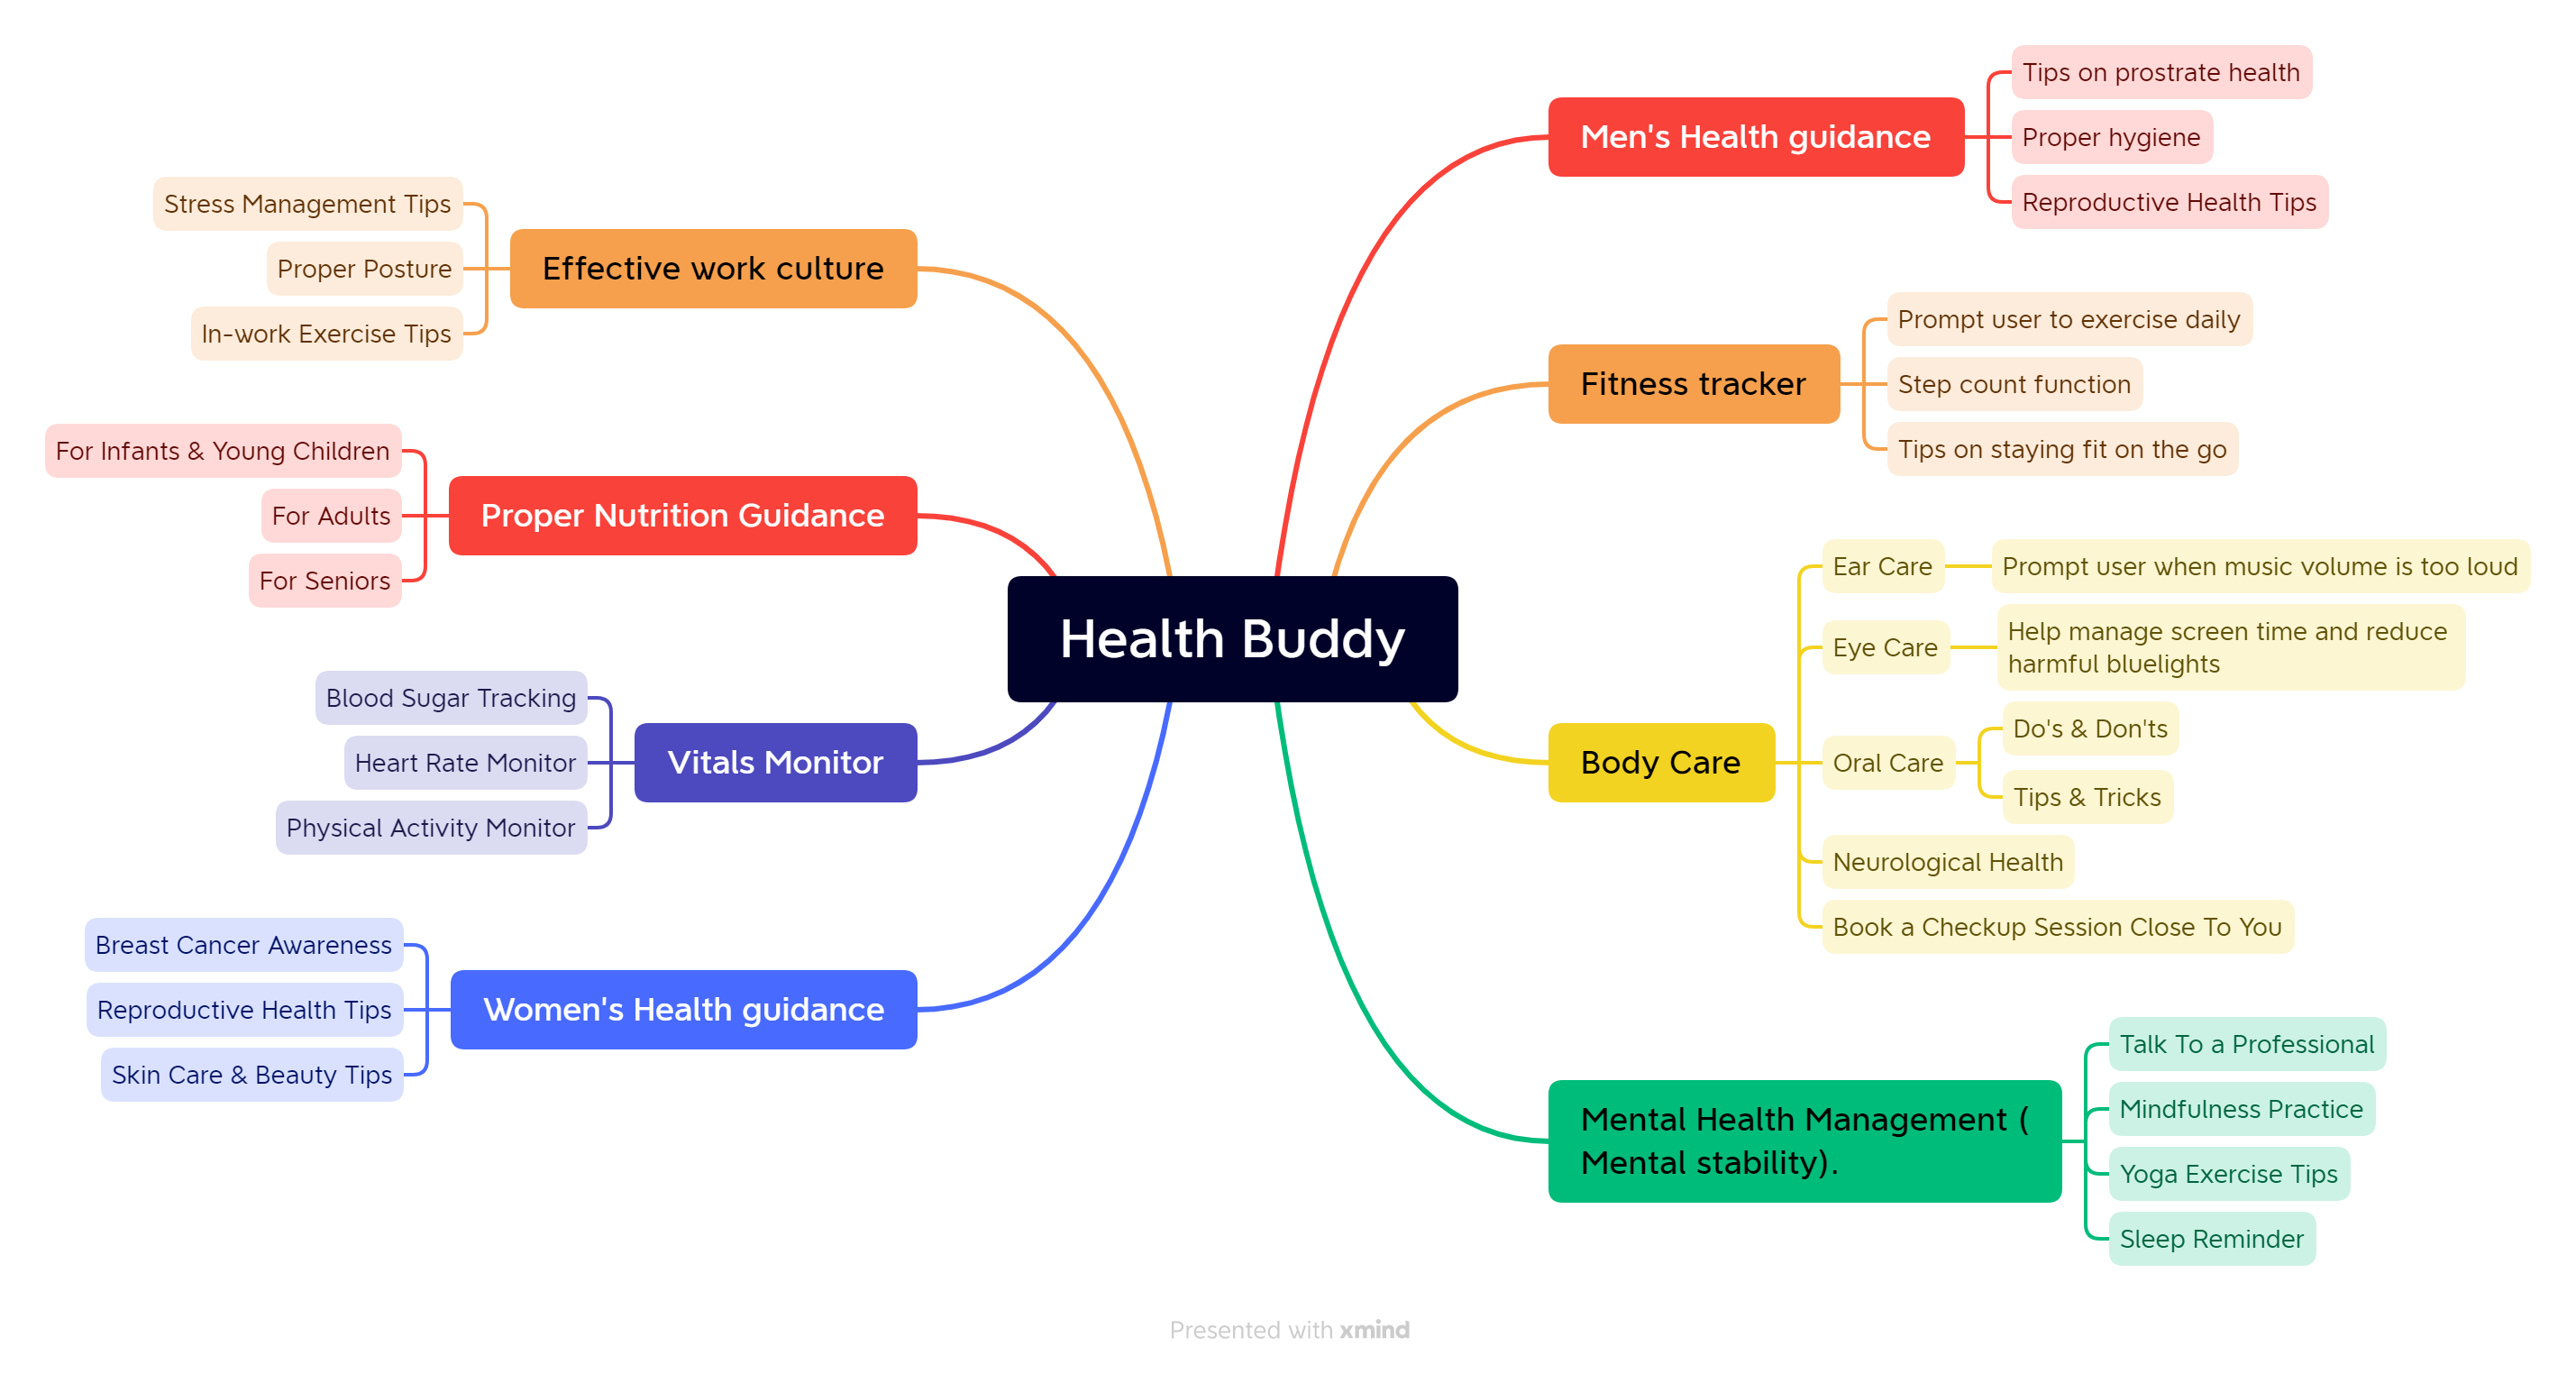 Health Buddy
Men's Health guidance
Tips on prostrate health
Proper hygiene
Reproductive Health Tips
Fitness tracker
Prompt user to exercise daily
Step count function
Tips on staying fit on the go
Body Care
Ear Care
Prompt user when music volume is too loud
Eye Care
Help manage screen time and reduce
harmful bluelights
Oral Care
Do's & Don'ts
Tips & Tricks
Neurological Health
Book a Checkup Session Close To You
Mental Health Management (
Mental stability).
Talk To a Professional
Mindfulness Practice
Yoga Exercise Tips
Sleep Reminder
Effective work culture
Stress Management Tips
Proper Posture
In-work Exercise Tips
Proper Nutrition Guidance
For Infants & Young Children
For Adults
For Seniors
Vitals Monitor
Blood Sugar Tracking
Heart Rate Monitor
Physical Activity Monitor
Women's Health guidance
Breast Cancer Awareness
Reproductive Health Tips
Skin Care & Beauty Tips
Presented with xmind